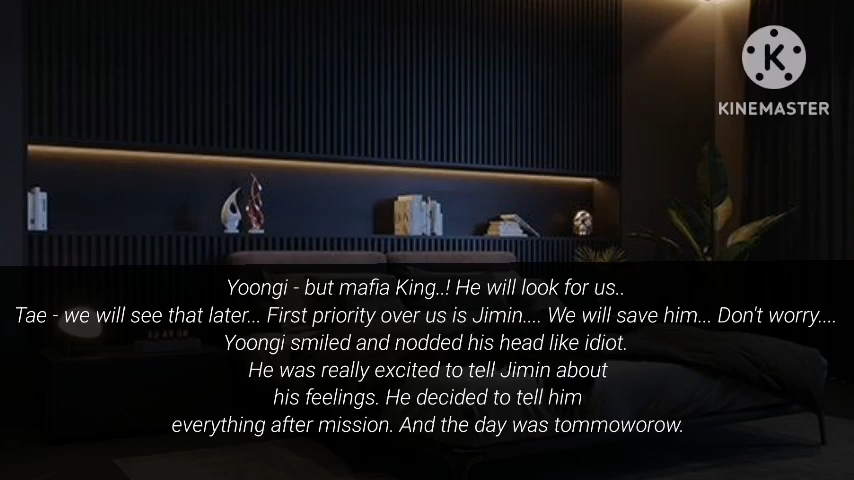 KINEMASTER
Yoongi - but mafia King..! He will look for us..
Tae - we will see that later... First priority over us is Jimin.... We will save him... Don't worry....
Yoongi smiled and nodded his head like idiot.
He was really excited to tell Jimin about
his feelings. He decided to tell him
everything after mission. And the day was tommoworow.